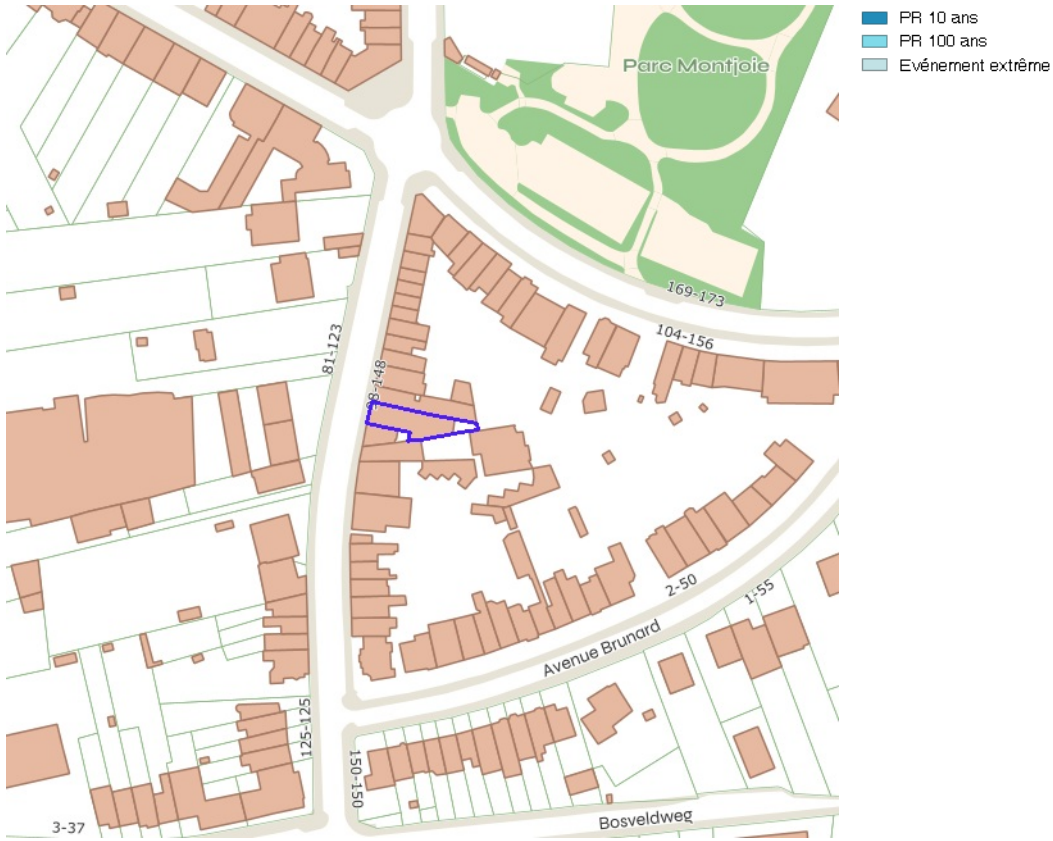 PR 10 ans
PR 100 ans
Evénement extrême
Parc Montjoie
169-173
104-156
81-123
98-148
2-50
1-55
Avenue Brunard
125-125
150-150
Bosveldweg
3-37